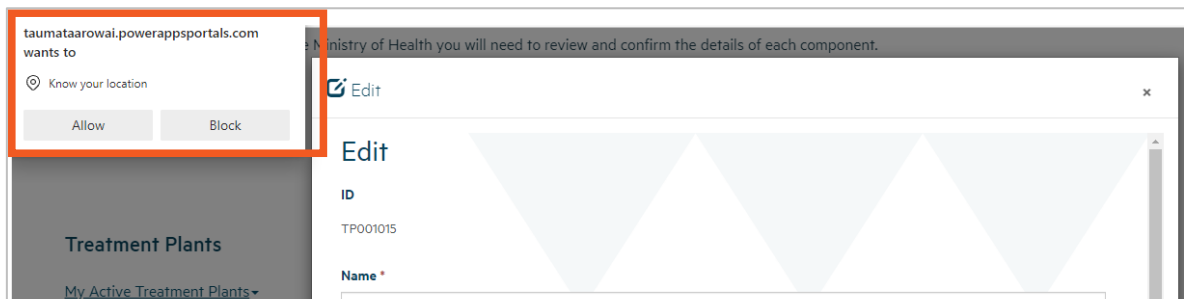 taumataarowai.powerappsportals.com
wants to
Know your location
Allow Block
Ministry of Health you will need to review and confirm the details of each component.
Edit ×
Edit
ID
TP001015
Name *
Treatment Plants
My Active Treatment Plants